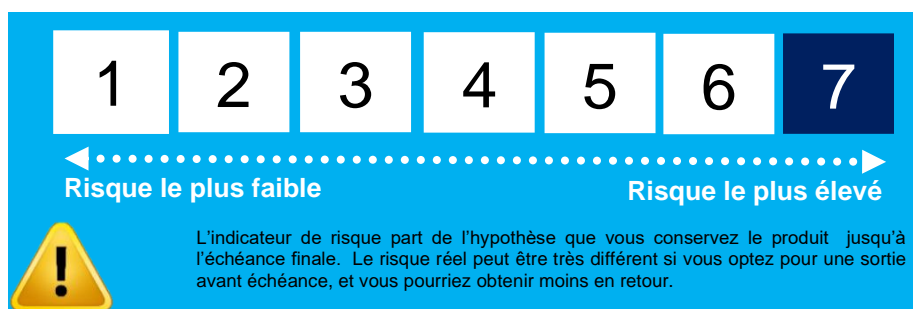 1 2 3 4 5 6 7
Risque le plus faible Risque le plus élevé
L'indicateur de risque part de l'hypothèse que vous conservez le produit jusqu'à
l'échéance finale. Le risque réel peut être très différent si vous optez pour une sortie
avant échéance, et vous pourriez obtenir moins en retour.